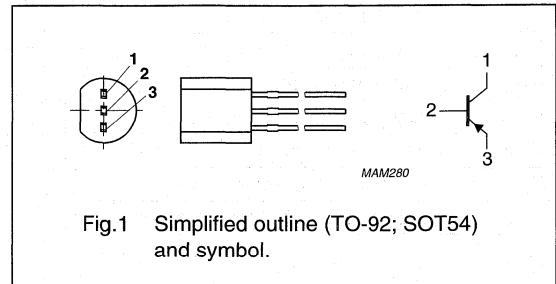 1
2
3
1
2
3
MAM280
Fig.1 Simplified outline (TO-92; SOT54)
and symbol.